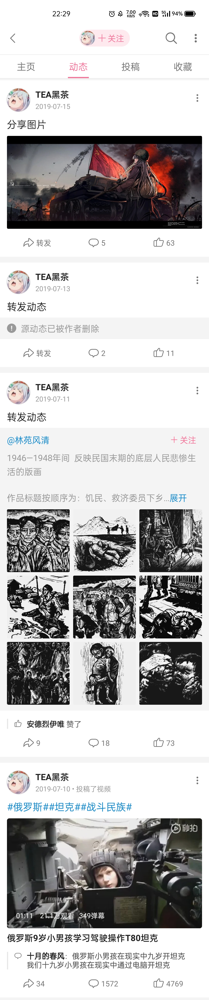 22:29
7.00 KB/S HD 5G 94%
＋关注
主页 动态 投稿 收藏
TEA黑茶
2019-07-15
分享图片
转发 5 63
TEA黑茶
2019-07-13
转发动态
源动态已被作者删除
转发 2 11
TEA黑茶
2019-07-11
转发动态
@林苑风清 ＋关注
1946—1948年间 反映民国末期的底层人民悲惨生
活的版画
作品标题按顺序为：饥民、救济委员下乡...展开
安德烈伊唯 赞了
9 18 73
TEA黑茶
2019-07-10 • 投稿了视频
#俄罗斯##坦克##战斗民族#
秒拍
01:11 21.1万观看 349弹幕
俄罗斯9岁小男孩学习驾驶操作T80坦克
十月的春风：俄罗斯小男孩在现实中九岁开坦克
我们十九岁小男孩在现实中通过电脑开坦克
34 1572 4769